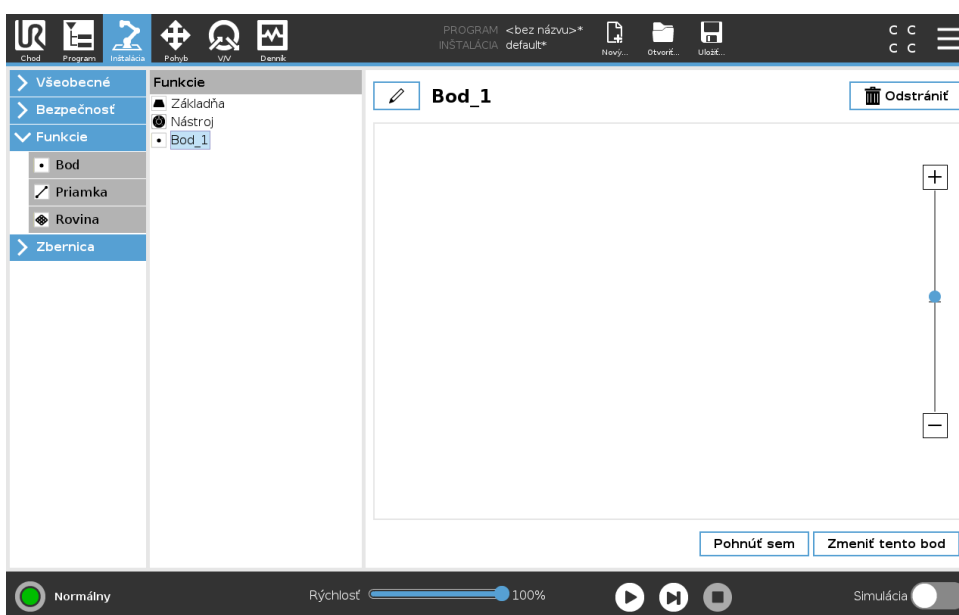 PROGRAM <bez názvu>*
INŠTALÁCIA default*
Chod Program Inštalácia Pohyb V/V Denník Nový... Otvoriť... Uložiť...
C C
C C
Všeobecné
Bezpečnosť
Funkcie
Bod
Priamka
Rovina
Zbernica
Funkcie
Základňa
Nástroj
Bod_1
Bod_1
Odstrániť
Pohnúť sem
Zmeniť tento bod
Normálny
Rýchlosť
100%
Simulácia